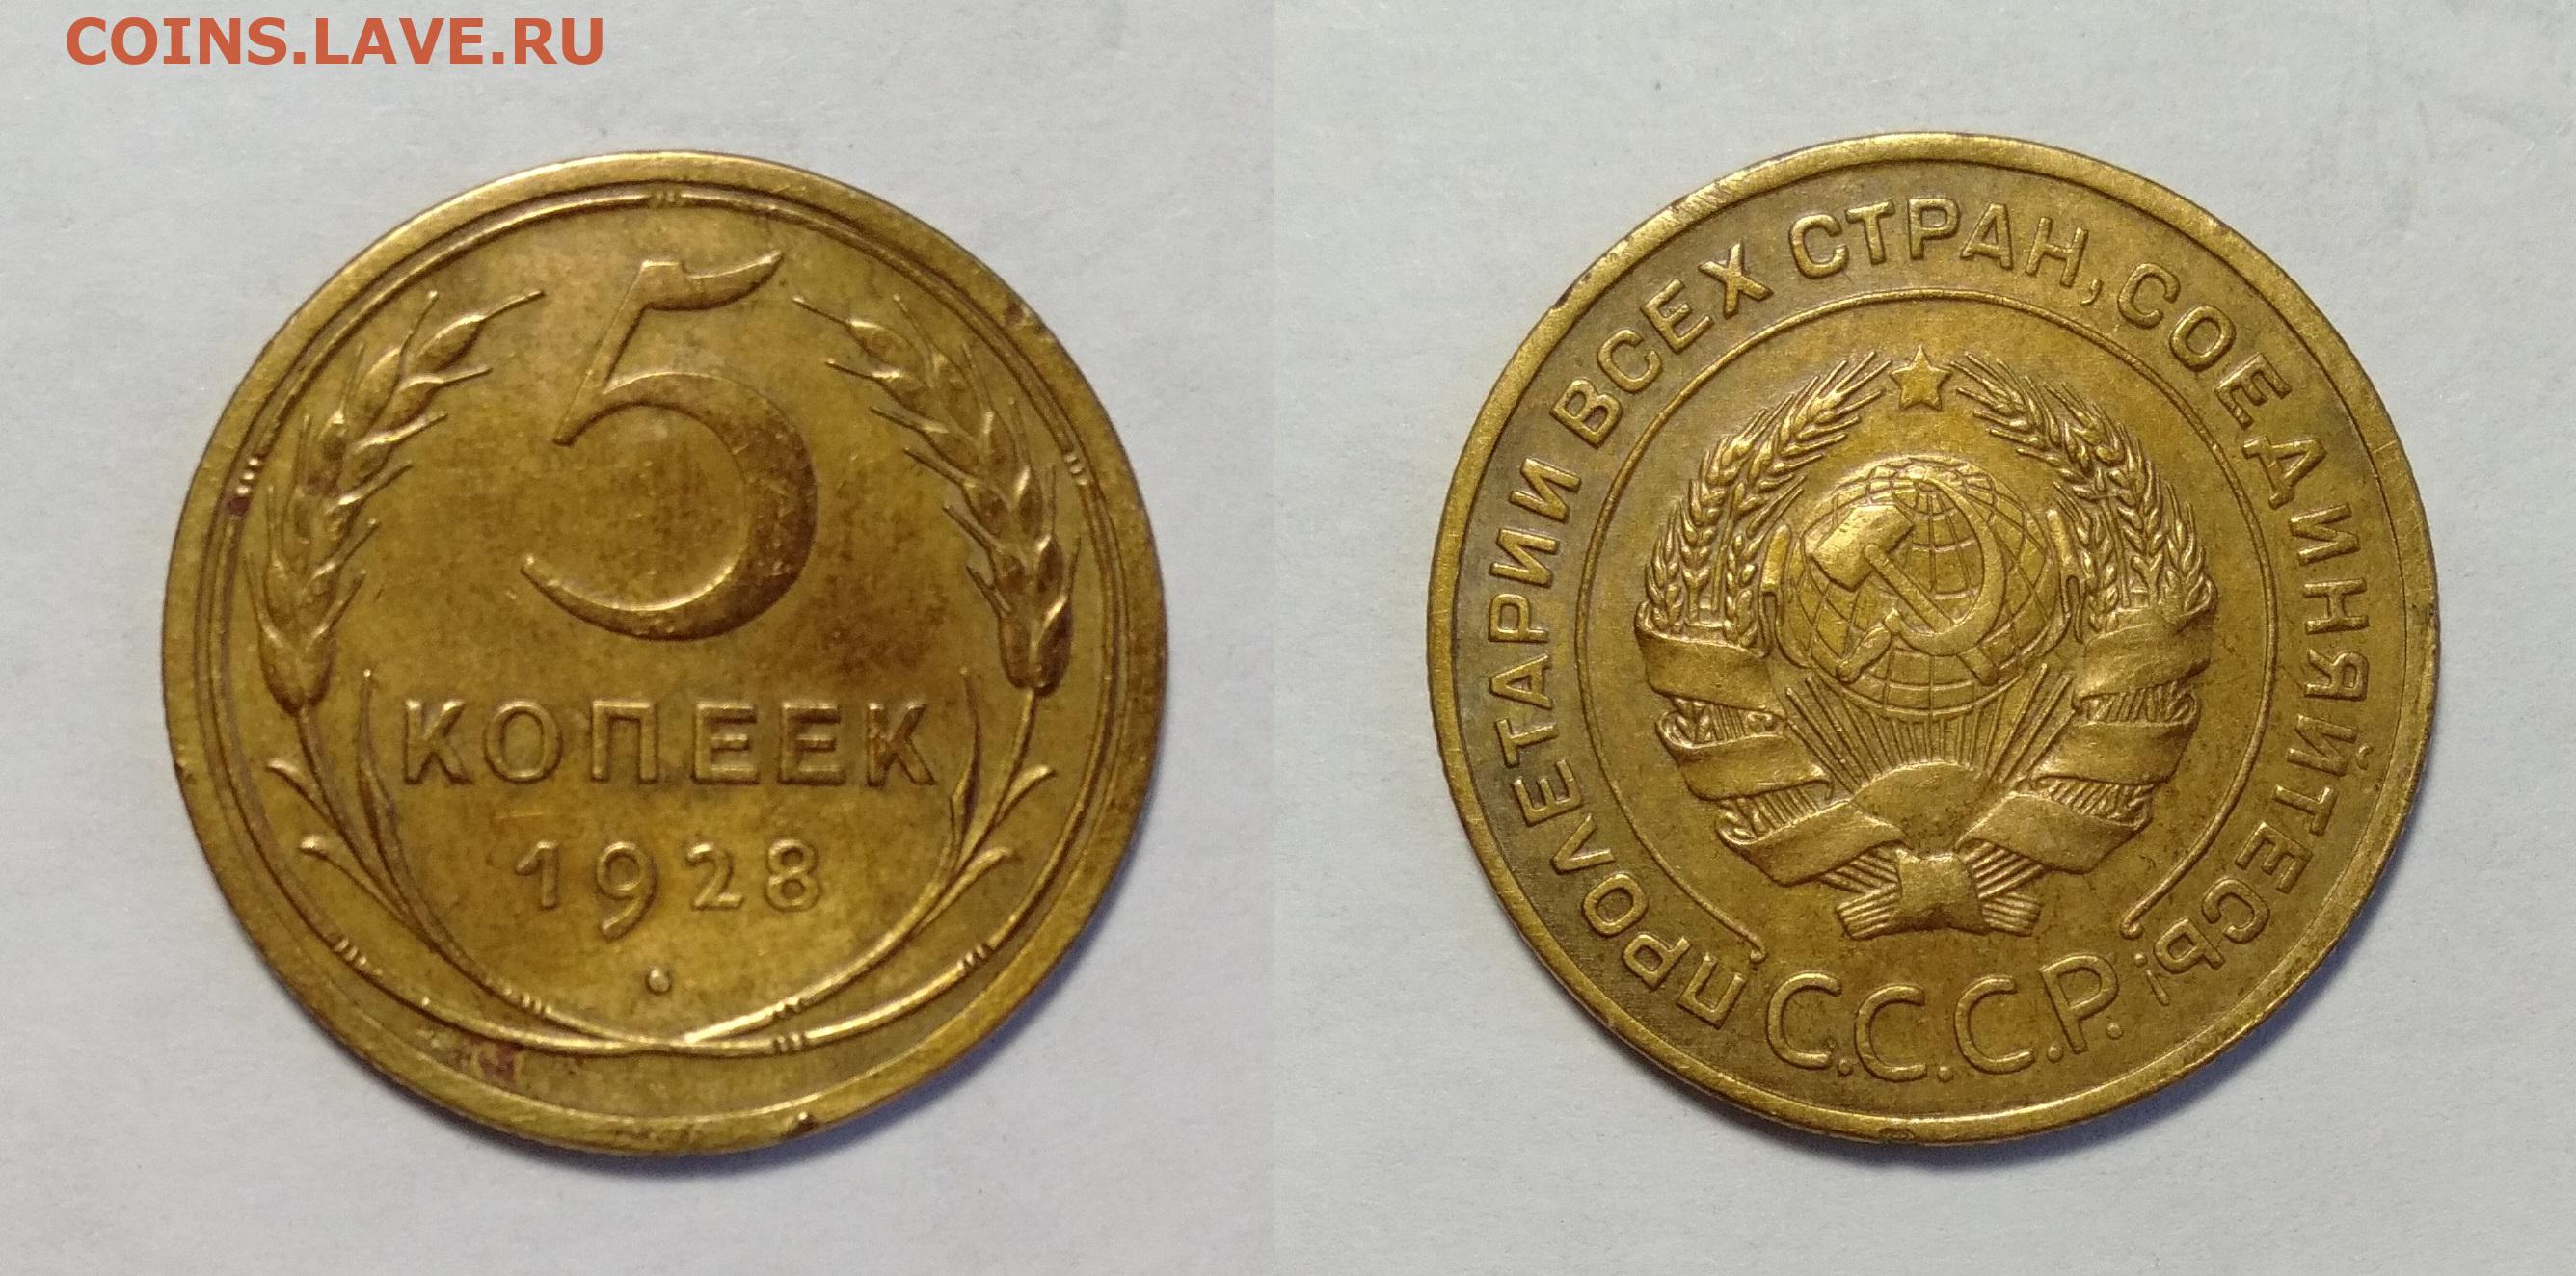 COINS.LAVE.RU
5
КОПЕЕК
1928
ПРОЛЕТАРИИ ВСЕХ СТРАН, СОЕДИНЯЙТЕСЬ!
С.С.С.Р.